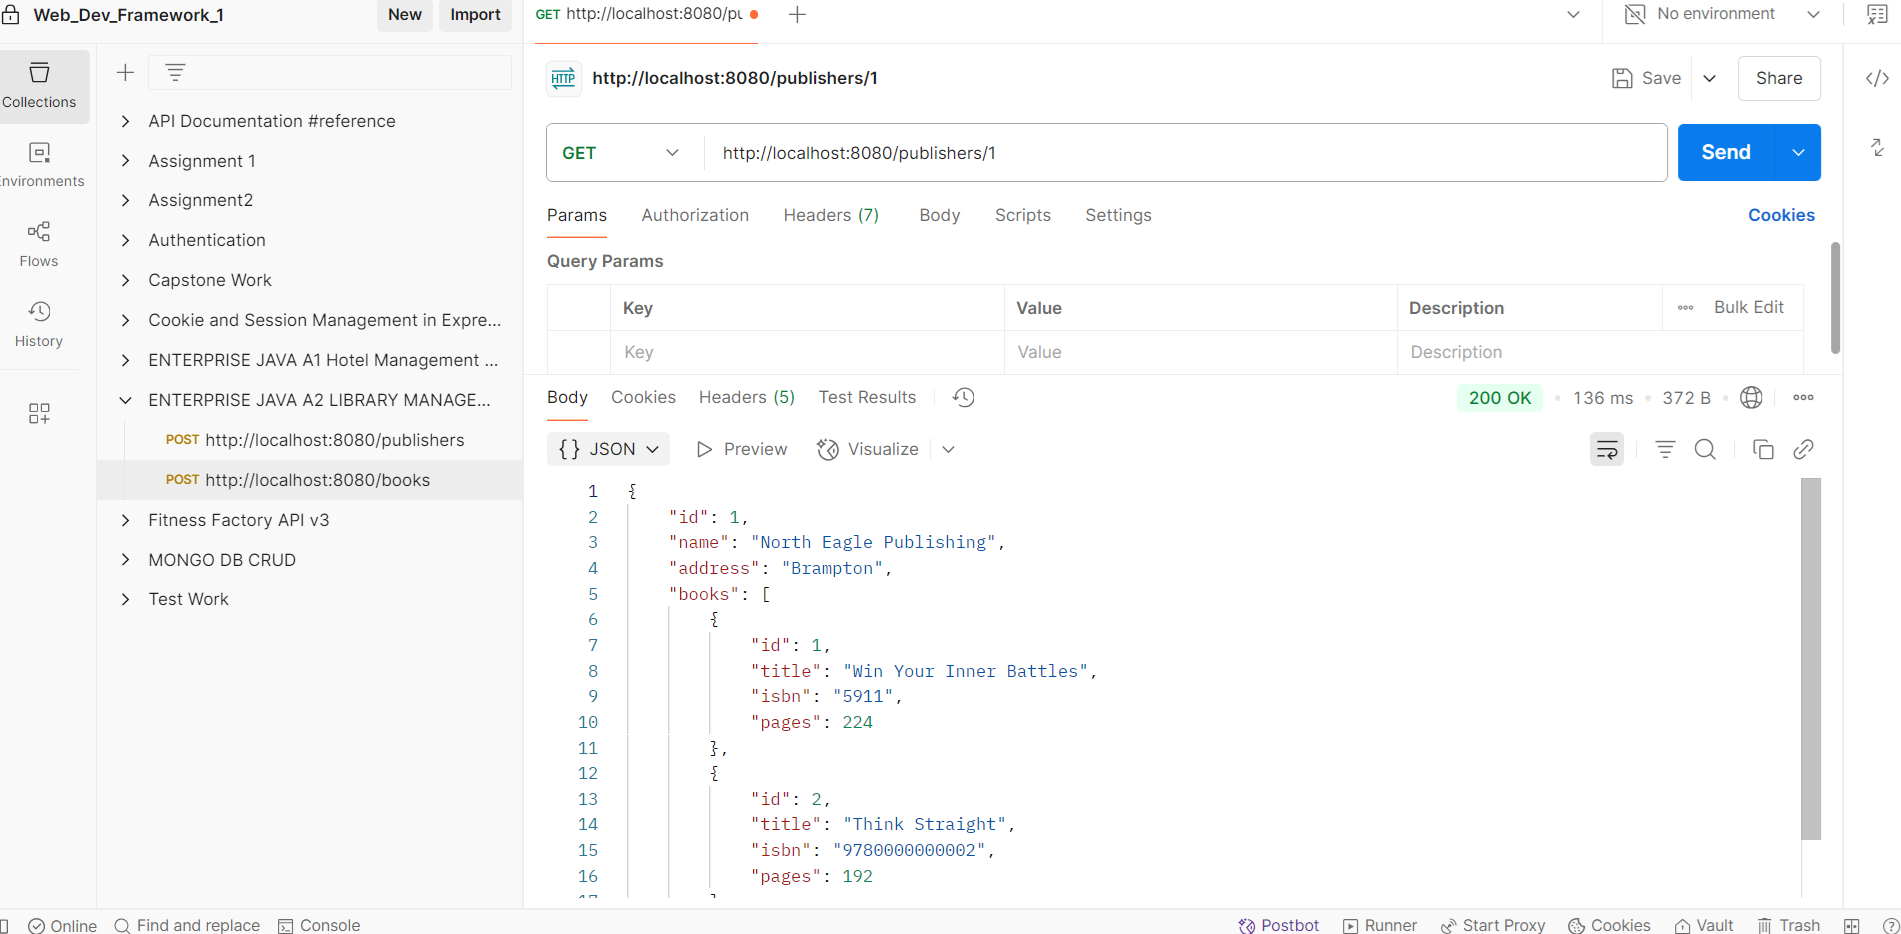 Web_Dev_Framework_1
New
Import
GET http://localhost:8080/pu
No environment
Collections
Environments
Flows
History
API Documentation #reference
Assignment 1
Assignment2
Authentication
Capstone Work
Cookie and Session Management in Expre...
ENTERPRISE JAVA A1 Hotel Management ...
ENTERPRISE JAVA A2 LIBRARY MANAGE...
POST http://localhost:8080/publishers
POST http://localhost:8080/books
Fitness Factory API v3
MONGO DB CRUD
Test Work
HTTP http://localhost:8080/publishers/1
Save
Share
GET http://localhost:8080/publishers/1
Send
Params Authorization Headers (7) Body Scripts Settings Cookies
Query Params
Key Value Description Bulk Edit
Key Value Description
Body Cookies Headers (5) Test Results 200 OK 136 ms 372 B
{} JSON Preview Visualize
1 {
2 "id": 1,
3 "name": "North Eagle Publishing",
4 "address": "Brampton",
5 "books": [
6 {
7 "id": 1,
8 "title": "Win Your Inner Battles",
9 "isbn": "5911",
10 "pages": 224
11 },
12 {
13 "id": 2,
14 "title": "Think Straight",
15 "isbn": "9780000000002",
16 "pages": 192
Online Find and replace Console Postbot Runner Start Proxy Cookies Vault Trash